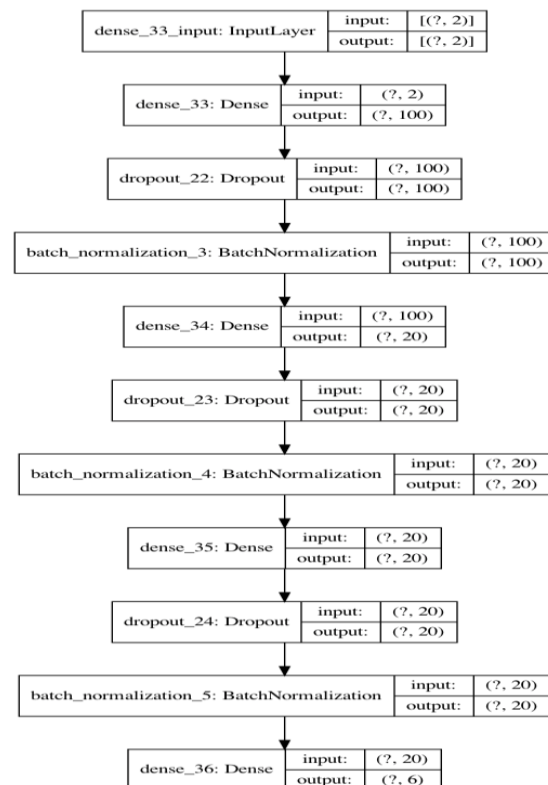 dense_33_input: InputLayer input: [(?, 2)]
output: [(?, 2)]
dense_33: Dense input: (?, 2)
output: (?, 100)
dropout_22: Dropout input: (?, 100)
output: (?, 100)
batch_normalization_3: BatchNormalization input: (?, 100)
output: (?, 100)
dense_34: Dense input: (?, 100)
output: (?, 20)
dropout_23: Dropout input: (?, 20)
output: (?, 20)
batch_normalization_4: BatchNormalization input: (?, 20)
output: (?, 20)
dense_35: Dense input: (?, 20)
output: (?, 20)
dropout_24: Dropout input: (?, 20)
output: (?, 20)
batch_normalization_5: BatchNormalization input: (?, 20)
output: (?, 20)
dense_36: Dense input: (?, 20)
output: (?, 6)